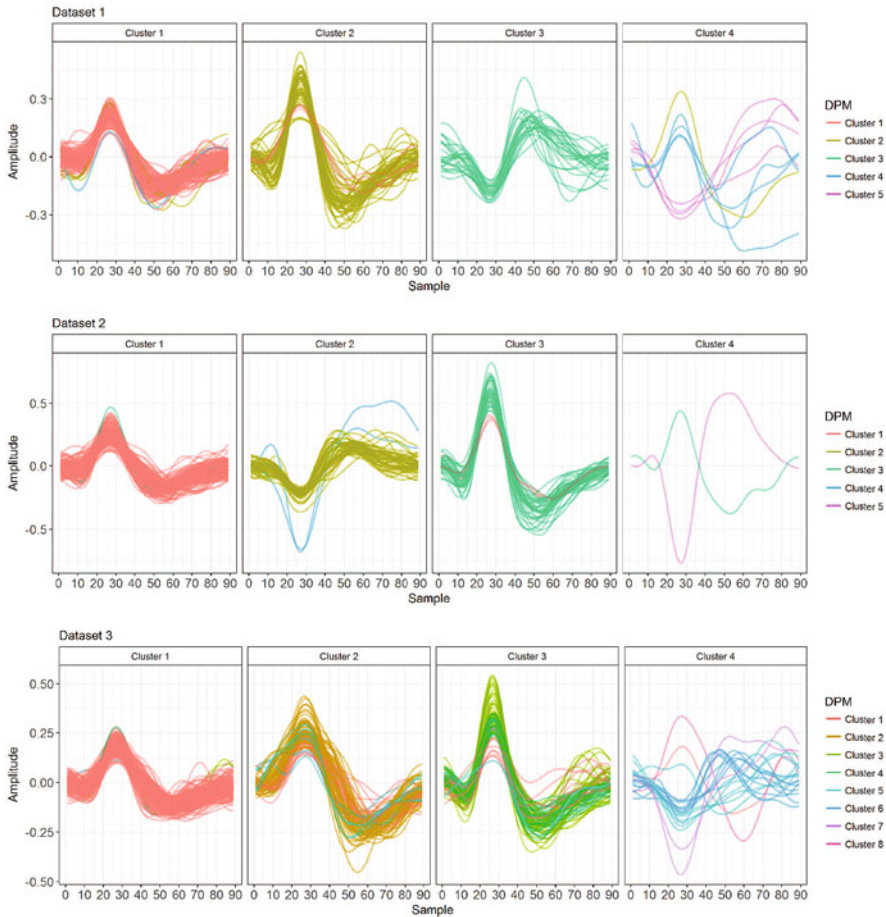 Dataset 1
Cluster 1 Cluster 2 Cluster 3 Cluster 4
0.3
0.0
-0.3
Amplitude
0 10 20 30 40 50 60 70 80 90 0 10 20 30 40 50 60 70 80 90 0 10 20 30 40 50 60 70 80 90 0 10 20 30 40 50 60 70 80 90
Sample
DPM
Cluster 1
Cluster 2
Cluster 3
Cluster 4
Cluster 5
Dataset 2
Cluster 1 Cluster 2 Cluster 3 Cluster 4
0.5
0.0
-0.5
Amplitude
0 10 20 30 40 50 60 70 80 90 0 10 20 30 40 50 60 70 80 90 0 10 20 30 40 50 60 70 80 90 0 10 20 30 40 50 60 70 80 90
Sample
DPM
Cluster 1
Cluster 2
Cluster 3
Cluster 4
Cluster 5
Dataset 3
Cluster 1 Cluster 2 Cluster 3 Cluster 4
0.50
0.25
0.00
-0.25
-0.50
Amplitude
0 10 20 30 40 50 60 70 80 90 0 10 20 30 40 50 60 70 80 90 0 10 20 30 40 50 60 70 80 90 0 10 20 30 40 50 60 70 80 90
Sample
DPM
Cluster 1
Cluster 2
Cluster 3
Cluster 4
Cluster 5
Cluster 6
Cluster 7
Cluster 8